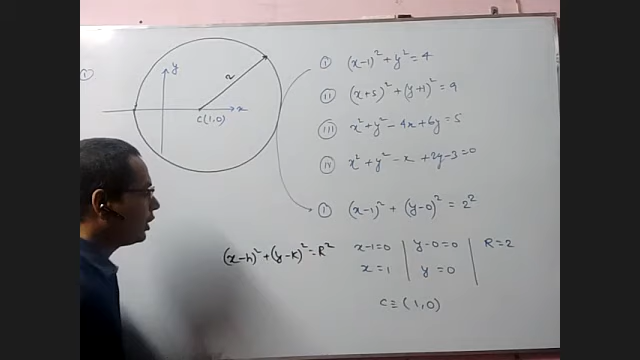 ①
y
2
x
C(1,0)
Ⓘ (x-1)² + y² = 4
Ⓘⓘ (x+5)² + (y+1)² = 9
Ⓘⓘⓘ x² + y² - 4x + 6y = 5
Ⓘⓥ x² + y² - x + 2y - 3 = 0
Ⓘ (x-1)² + (y-0)² = 2²
(x-h)² + (y-k)² = R²
x-1=0 | y-0=0 | R=2
x=1 | y=0
C≡(1,0)